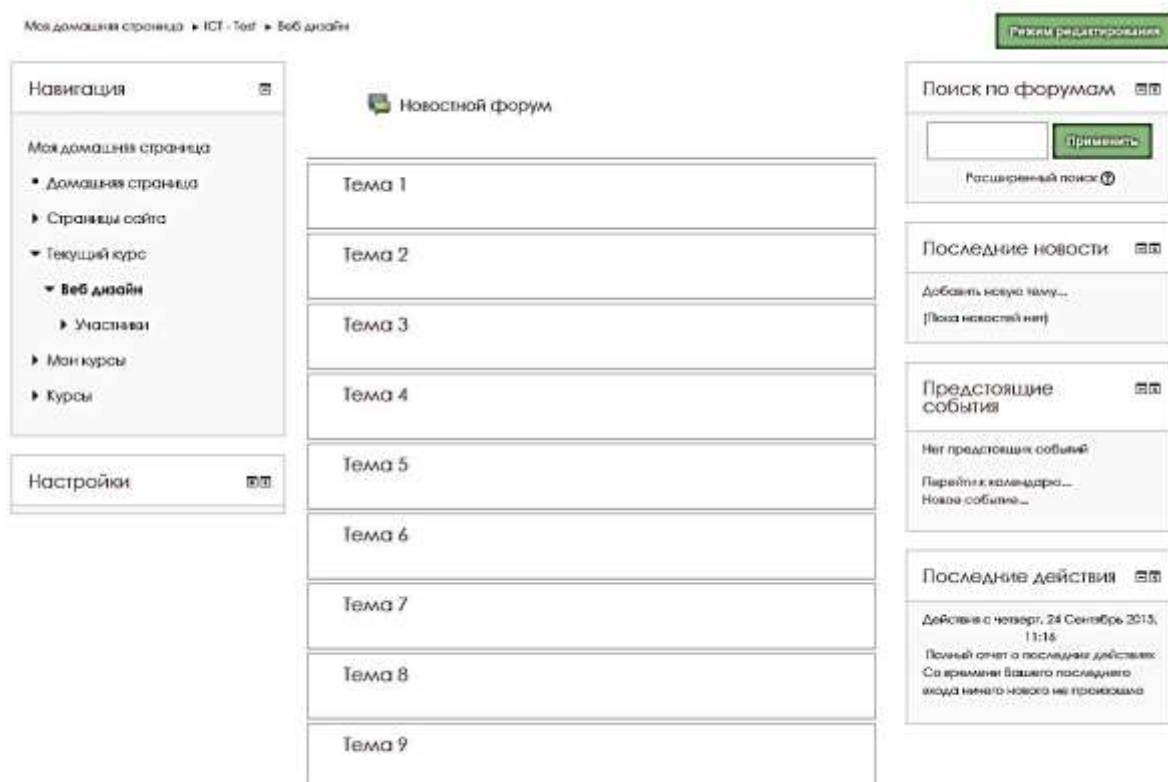 Моя домашняя страница ▸ ICT - Test ▸ Веб дизайн
Режим редактирования
Навигация
Моя домашняя страница
Домашняя страница
Страницы сайта
Текущий курс
Веб дизайн
Участники
Мои курсы
Курсы
Настройки
Новостной форум
Тема 1
Тема 2
Тема 3
Тема 4
Тема 5
Тема 6
Тема 7
Тема 8
Тема 9
Поиск по форумам
Применить
Расширенный поиск
Последние новости
Добавить новую тему...
(Пока новостей нет)
Предстоящие
события
Нет предстоящих событий
Перейти к календарю...
Новое событие...
Последние действия
Действия с четверг, 24 Сентябрь 2015,
11:16
Полный отчет о последних действиях
Со времени Вашего последнего
входа ничего нового не произошло